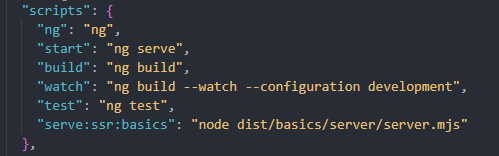 "scripts": {
"ng": "ng",
"start": "ng serve",
"build": "ng build",
"watch": "ng build --watch --configuration development",
"test": "ng test",
"serve:ssr:basics": "node dist/basics/server/server.mjs"
},